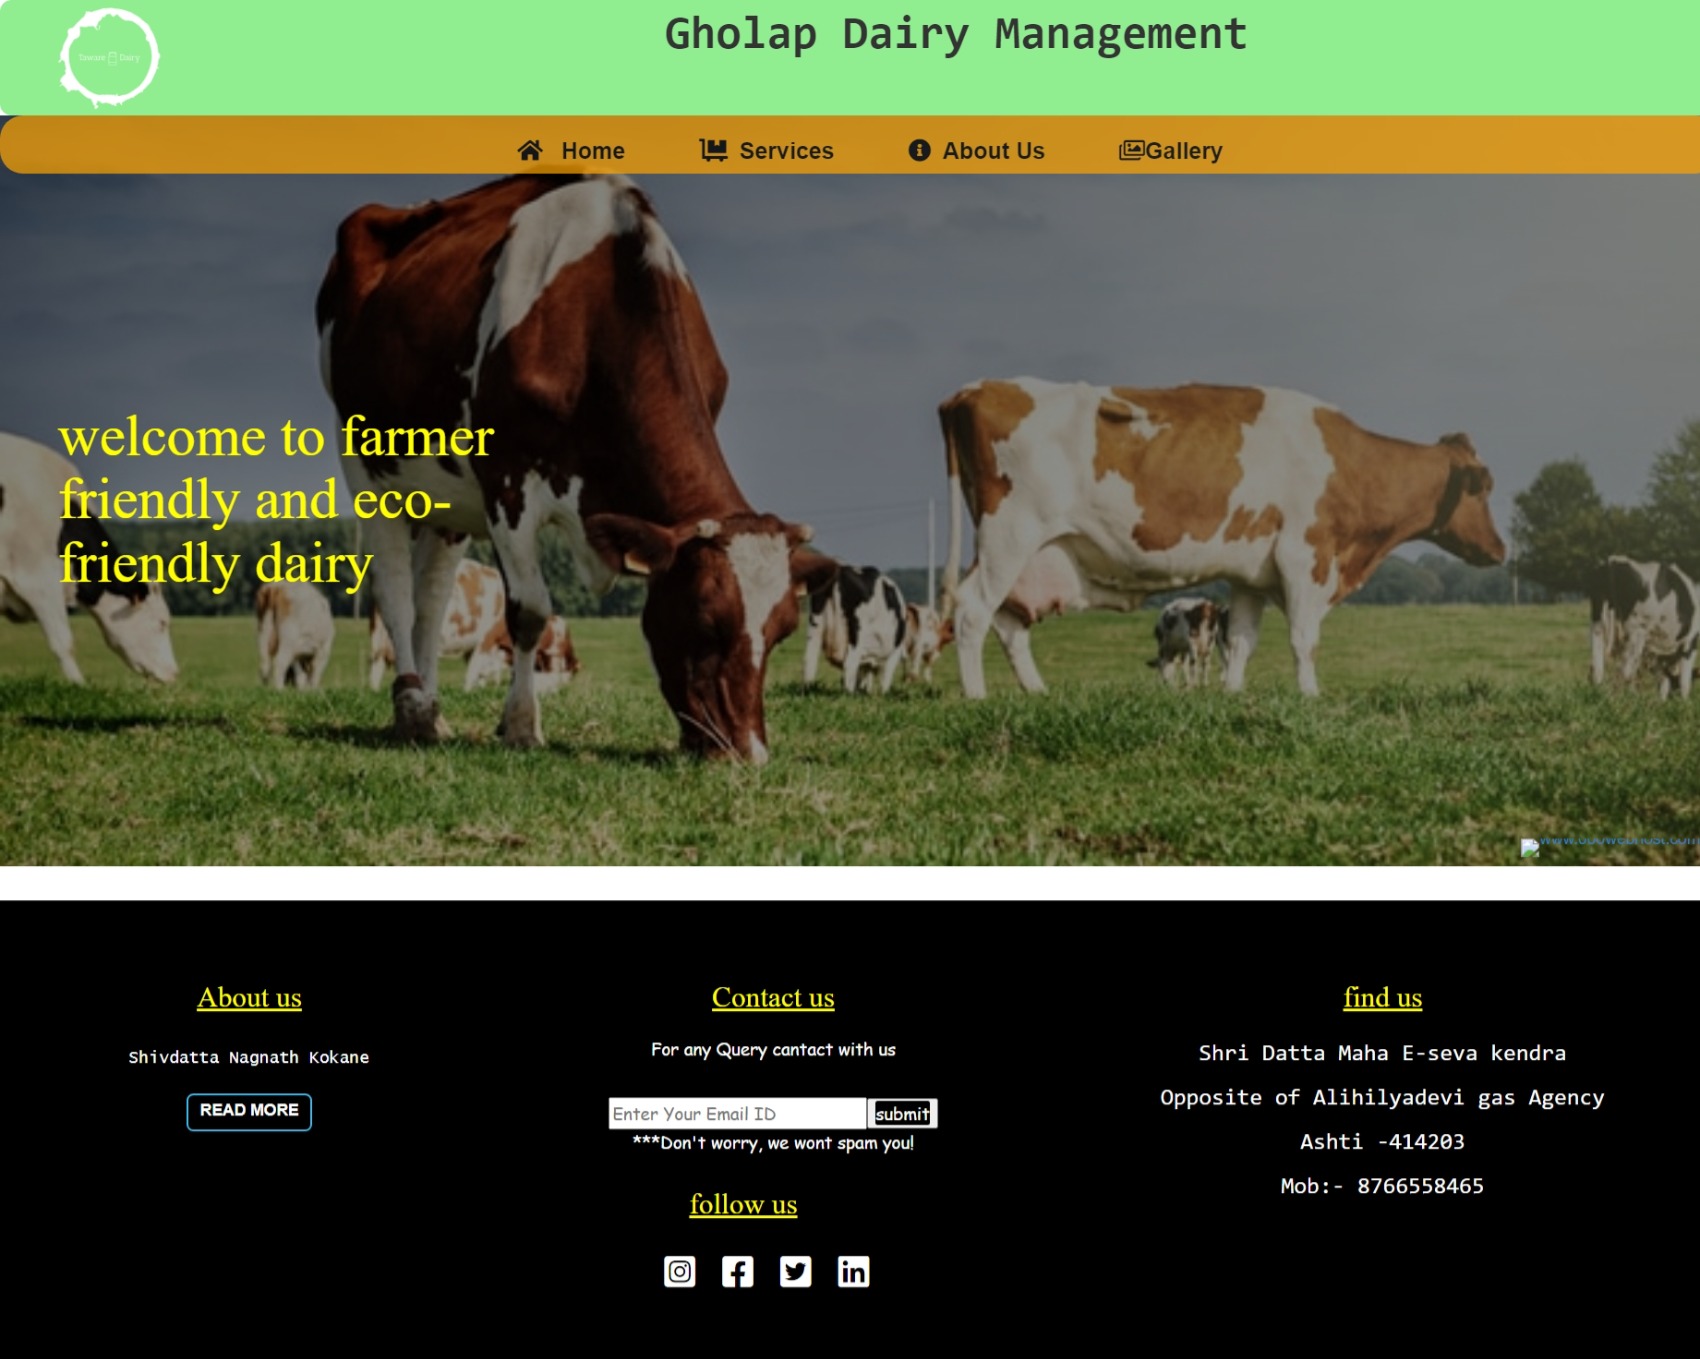 Gholap Dairy Management
Taware Dairy
Home Services About Us Gallery
welcome to farmer
friendly and eco-
friendly dairy
About us
Shivdatta Nagnath Kokane
READ MORE
Contact us
For any Query cantact with us
Enter Your Email ID submit
***Don't worry, we wont spam you!
follow us
find us
Shri Datta Maha E-seva kendra
Opposite of Alihilyadevi gas Agency
Ashti -414203
Mob:- 8766558465